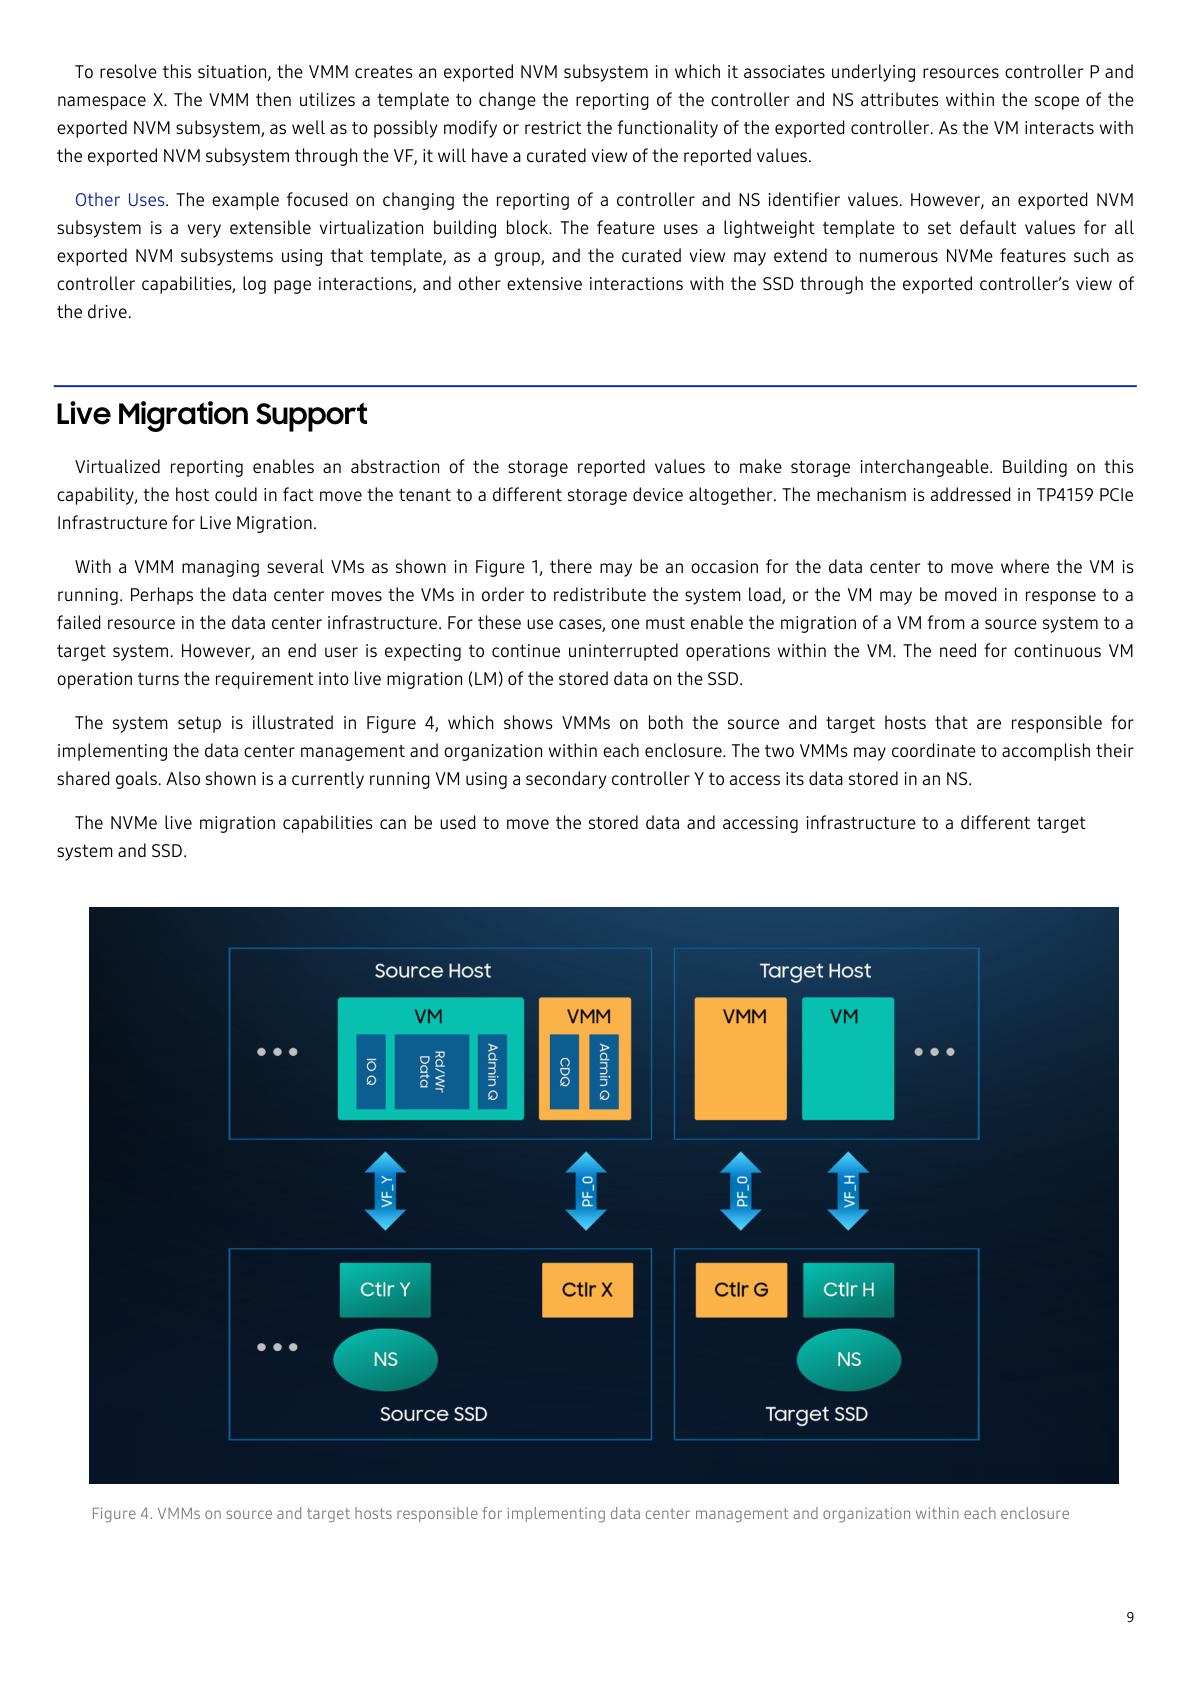 To resolve this situation, the VMM creates an exported NVM subsystem in which it associates underlying resources controller P and
namespace X. The VMM then utilizes a template to change the reporting of the controller and NS attributes within the scope of the
exported NVM subsystem, as well as to possibly modify or restrict the functionality of the exported controller. As the VM interacts with
the exported NVM subsystem through the VF, it will have a curated view of the reported values.
Other Uses. The example focused on changing the reporting of a controller and NS identifier values. However, an exported NVM
subsystem is a very extensible virtualization building block. The feature uses a lightweight template to set default values for all
exported NVM subsystems using that template, as a group, and the curated view may extend to numerous NVMe features such as
controller capabilities, log page interactions, and other extensive interactions with the SSD through the exported controller’s view of
the drive.
Live Migration Support
Virtualized reporting enables an abstraction of the storage reported values to make storage interchangeable. Building on this
capability, the host could in fact move the tenant to a different storage device altogether. The mechanism is addressed in TP4159 PCIe
Infrastructure for Live Migration.
With a VMM managing several VMs as shown in Figure 1, there may be an occasion for the data center to move where the VM is
running. Perhaps the data center moves the VMs in order to redistribute the system load, or the VM may be moved in response to a
failed resource in the data center infrastructure. For these use cases, one must enable the migration of a VM from a source system to a
target system. However, an end user is expecting to continue uninterrupted operations within the VM. The need for continuous VM
operation turns the requirement into live migration (LM) of the stored data on the SSD.
The system setup is illustrated in Figure 4, which shows VMMs on both the source and target hosts that are responsible for
implementing the data center management and organization within each enclosure. The two VMMs may coordinate to accomplish their
shared goals. Also shown is a currently running VM using a secondary controller Y to access its data stored in an NS.
The NVMe live migration capabilities can be used to move the stored data and accessing infrastructure to a different target
system and SSD.
Source Host
VM
IO Q
Rd/Wr
Data
Admin Q
VMM
CDQ
Admin Q
Target Host
VMM
VM
VF_Y
PF_0
PF_0
VF_H
Ctlr Y
Ctlr X
NS
Source SSD
Ctlr G
Ctlr H
NS
Target SSD
Figure 4. VMMs on source and target hosts responsible for implementing data center management and organization within each enclosure
9